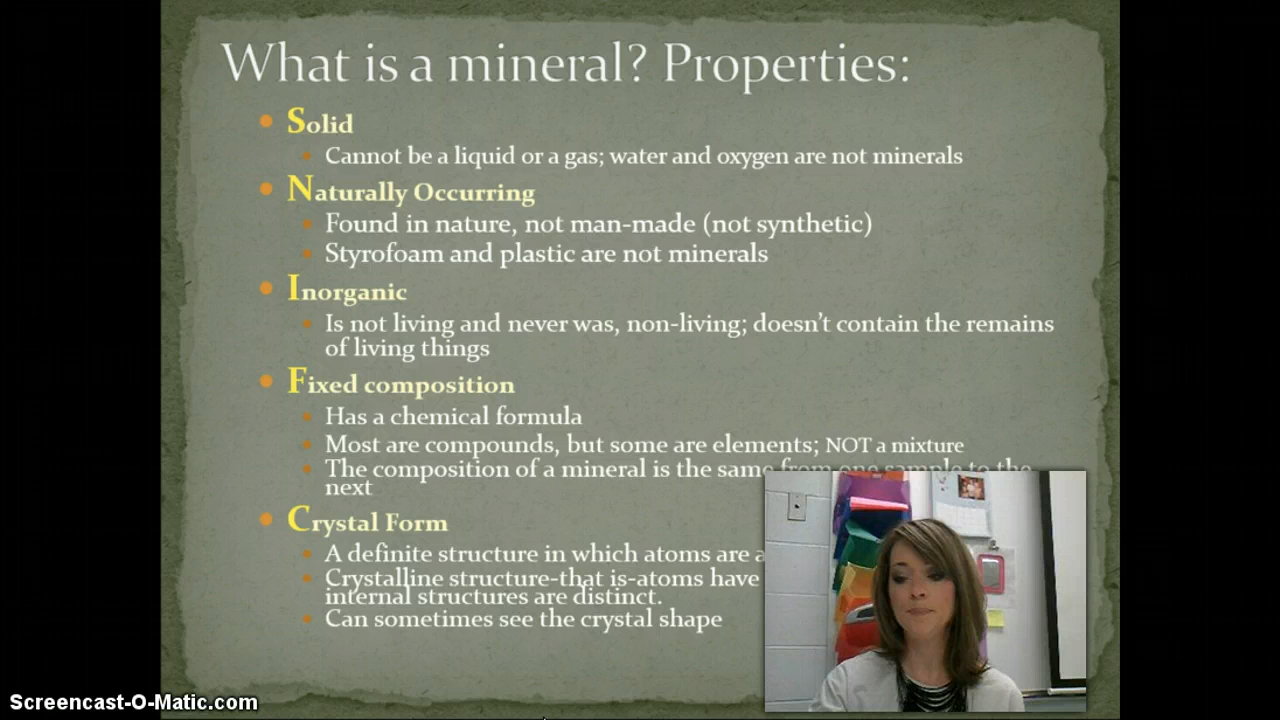 What is a mineral? Properties:
Solid
Cannot be a liquid or a gas; water and oxygen are not minerals
Naturally Occurring
Found in nature, not man-made (not synthetic)
Styrofoam and plastic are not minerals
Inorganic
Is not living and never was, non-living; doesn't contain the remains
of living things
Fixed composition
Has a chemical formula
Most are compounds, but some are elements; NOT a mixture
The composition of a mineral is the same from one sample to the
next
Crystal Form
A definite structure in which atoms are a
Crystalline structure-that is-atoms have
internal structures are distinct.
Can sometimes see the crystal shape
Screencast-O-Matic.com